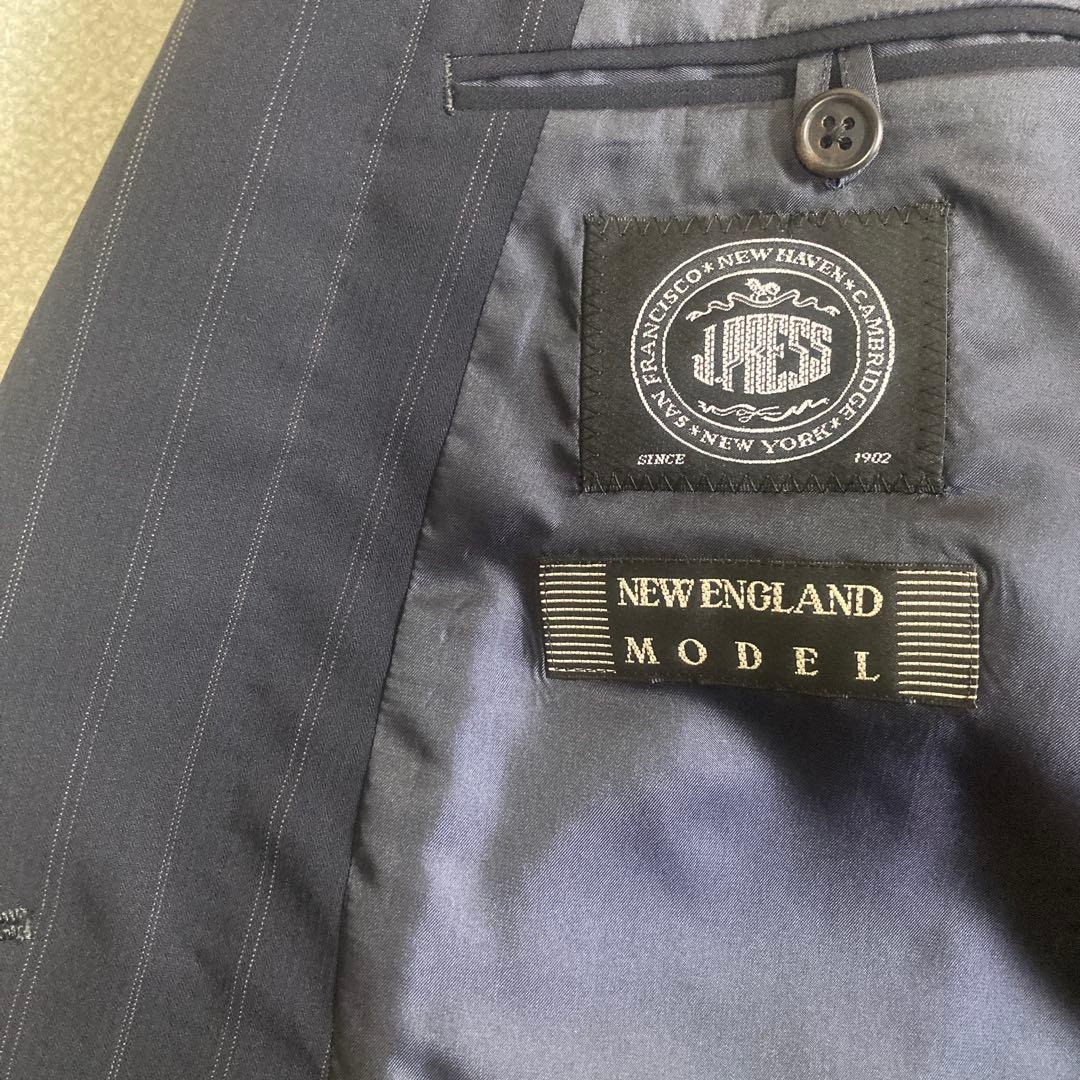 SAN FRANCISCO★NEW HAVEN★CAMBRIDGE★NEW YORK★
J.PRESS
SINCE 1902
NEW ENGLAND
MODEL